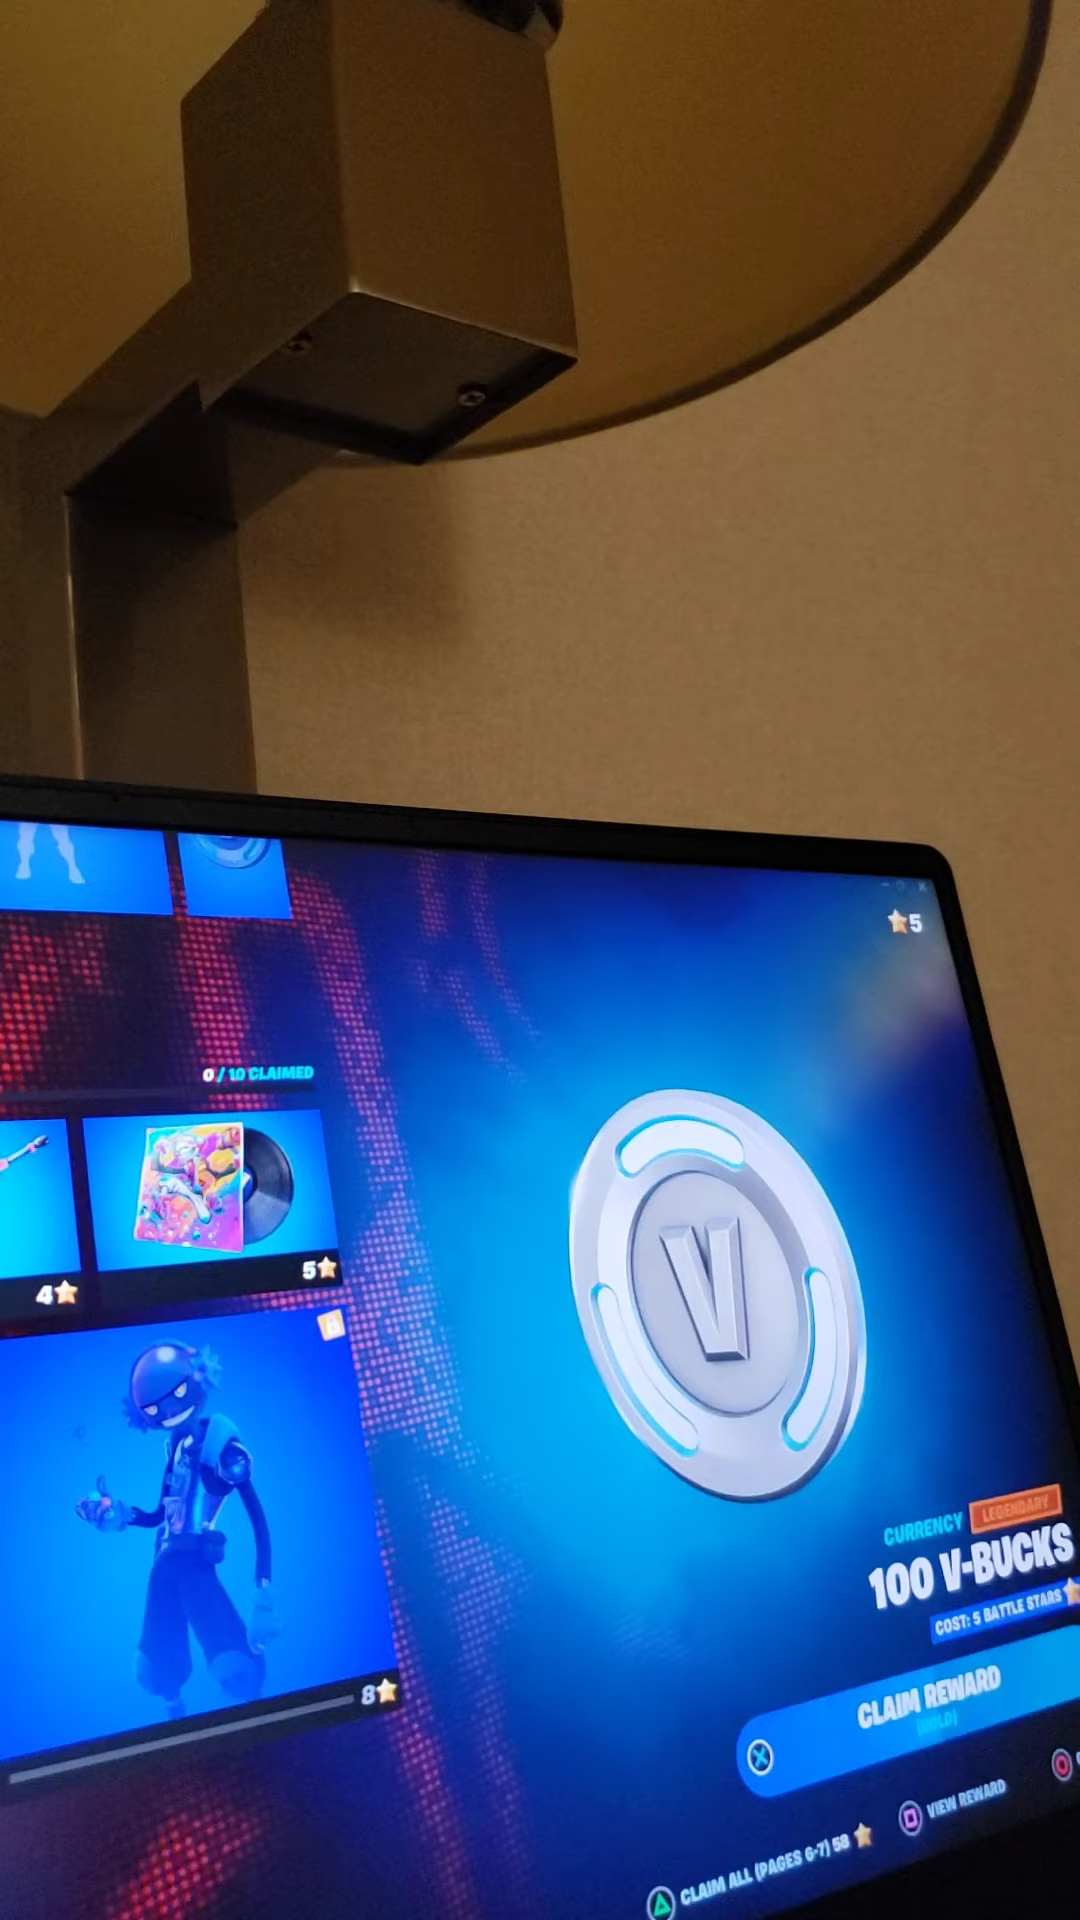 5
0 / 10 CLAIMED
4
5
8
V
CURRENCY LEGENDARY
100 V-BUCKS
COST: 5 BATTLE STARS
CLAIM REWARD
(HOLD)
VIEW REWARD
CLAIM ALL (PAGES 6-7) 58